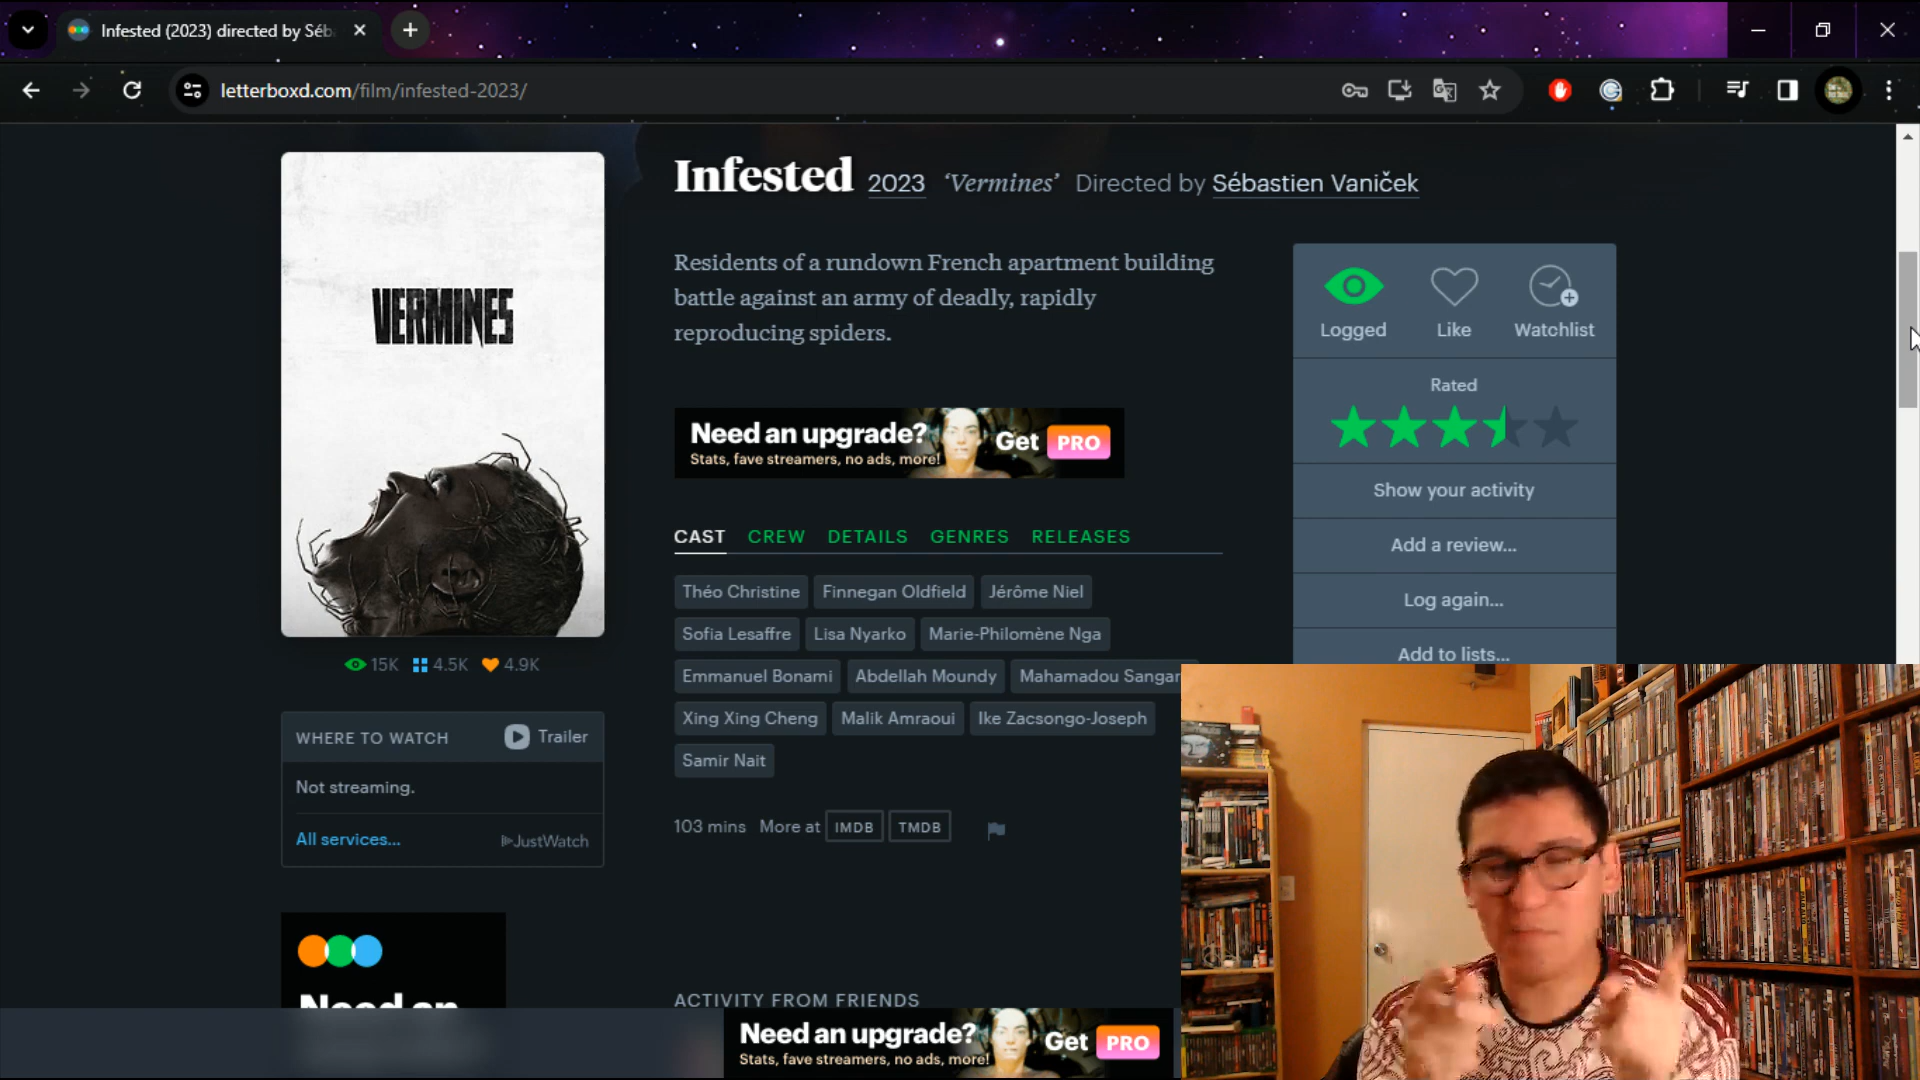 Infested (2023) directed by Séb
letterboxd.com/film/infested-2023/
VERMINES
15K 4.5K 4.9K
WHERE TO WATCH Trailer
Not streaming.
All services... JustWatch
Need an
Infested 2023 ‘Vermines’ Directed by Sébastien Vaniček
Residents of a rundown French apartment building
battle against an army of deadly, rapidly
reproducing spiders.
Need an upgrade? Get PRO
Stats, fave streamers, no ads, more!
CAST CREW DETAILS GENRES RELEASES
Théo Christine Finnegan Oldfield Jérôme Niel
Sofia Lesaffre Lisa Nyarko Marie-Philomène Nga
Emmanuel Bonami Abdellah Moundy Mahamadou Sangar
Xing Xing Cheng Malik Amraoui Ike Zacsongo-Joseph
Samir Nait
103 mins More at IMDB TMDB
ACTIVITY FROM FRIENDS
Need an upgrade? Get PRO
Stats, fave streamers, no ads, more!
Logged Like Watchlist
Rated
Show your activity
Add a review...
Log again...
Add to lists...